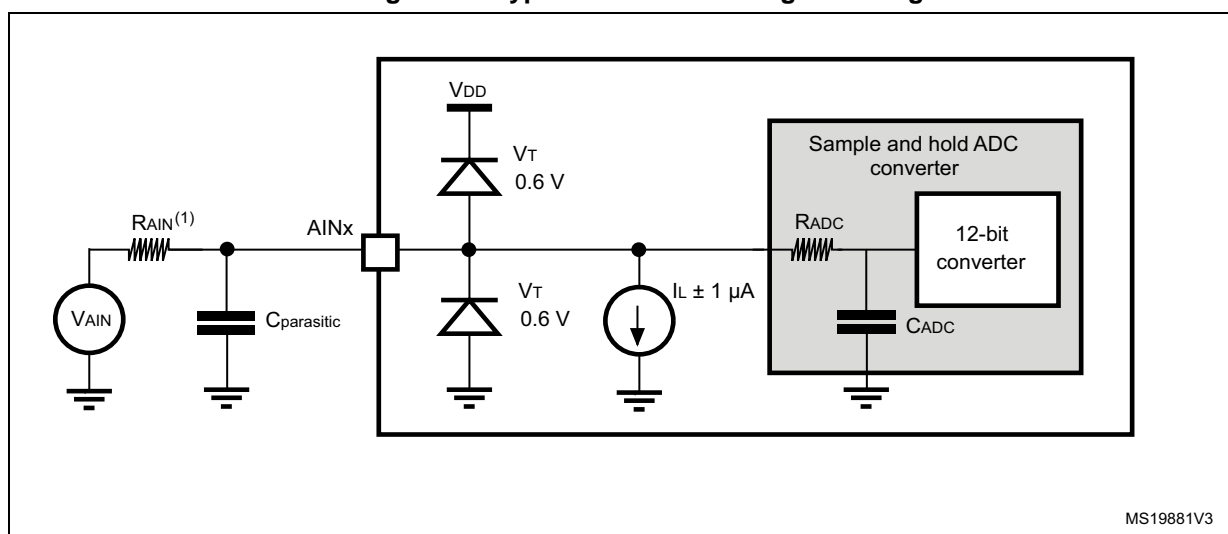 VDD
Sample and hold ADC
converter
VT
0.6 V
RAIN(1)
AINx
RADC
12-bit
converter
VT
0.6 V
IL ± 1 µA
VAIN
Cparasitic
CADC
MS19881V3